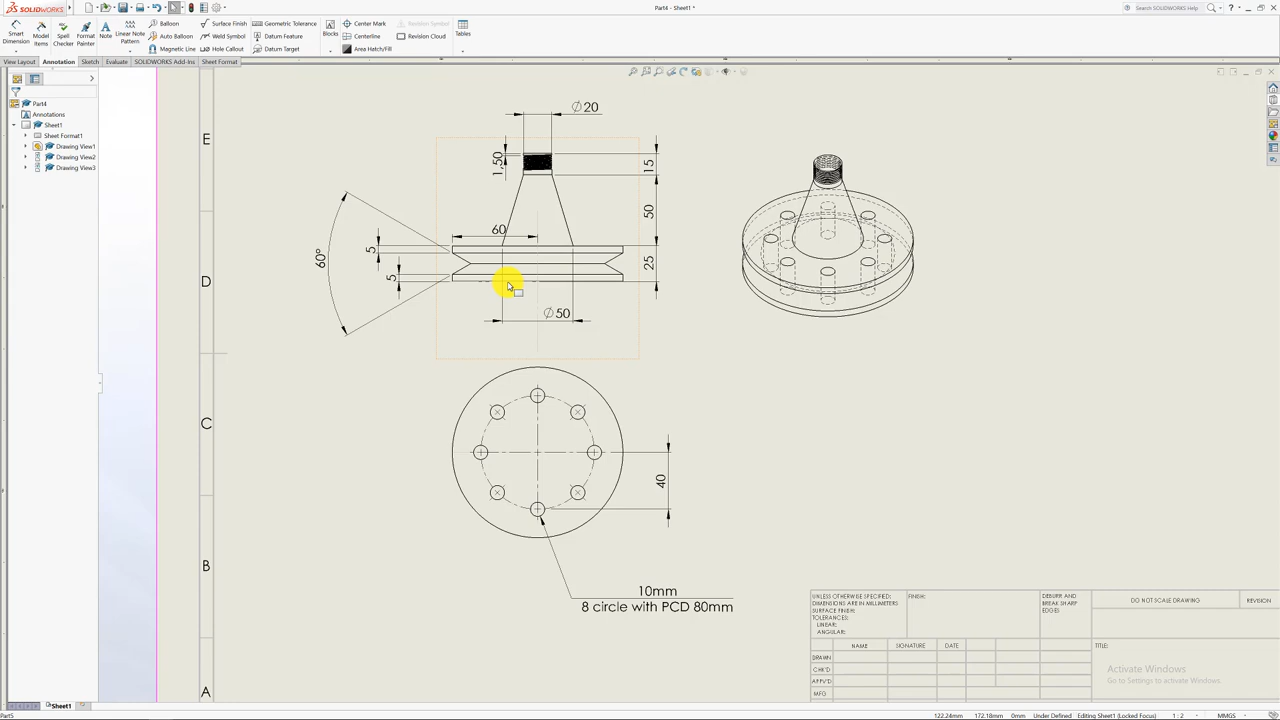 SOLIDWORKS
Part4 - Sheet1 *
Search SOLIDWORKS Help
Smart Dimension
Model Items
Spell Checker
Format Painter
Note
Linear Note Pattern
Balloon
Auto Balloon
Magnetic Line
Surface Finish
Weld Symbol
Hole Callout
Geometric Tolerance
Datum Feature
Datum Target
Blocks
Center Mark
Centerline
Area Hatch/Fill
Revision Symbol
Revision Cloud
Tables
View Layout
Annotation
Sketch
Evaluate
SOLIDWORKS Add-Ins
Sheet Format
Part4
Annotations
Sheet1
Sheet Format1
Drawing View1
Drawing View2
Drawing View3
E
D
C
B
A
∅20
1,50
15
50
60
5
60°
25
5
∅50
40
10mm
8 circle with PCD 80mm
UNLESS OTHERWISE SPECIFIED:
DIMENSIONS ARE IN MILLIMETERS
SURFACE FINISH:
TOLERANCES:
LINEAR:
ANGULAR:
FINISH:
DEBURR AND
BREAK SHARP
EDGES
DO NOT SCALE DRAWING
REVISION
NAME
SIGNATURE
DATE
TITLE:
DRAWN
CHK'D
APPV'D
MFG
Activate Windows
Go to Settings to activate Windows.
Sheet1
Part5
122.24mm
172.18mm
0mm
Under Defined
Editing Sheet1 (Locked Focus)
1 : 2
MMGS